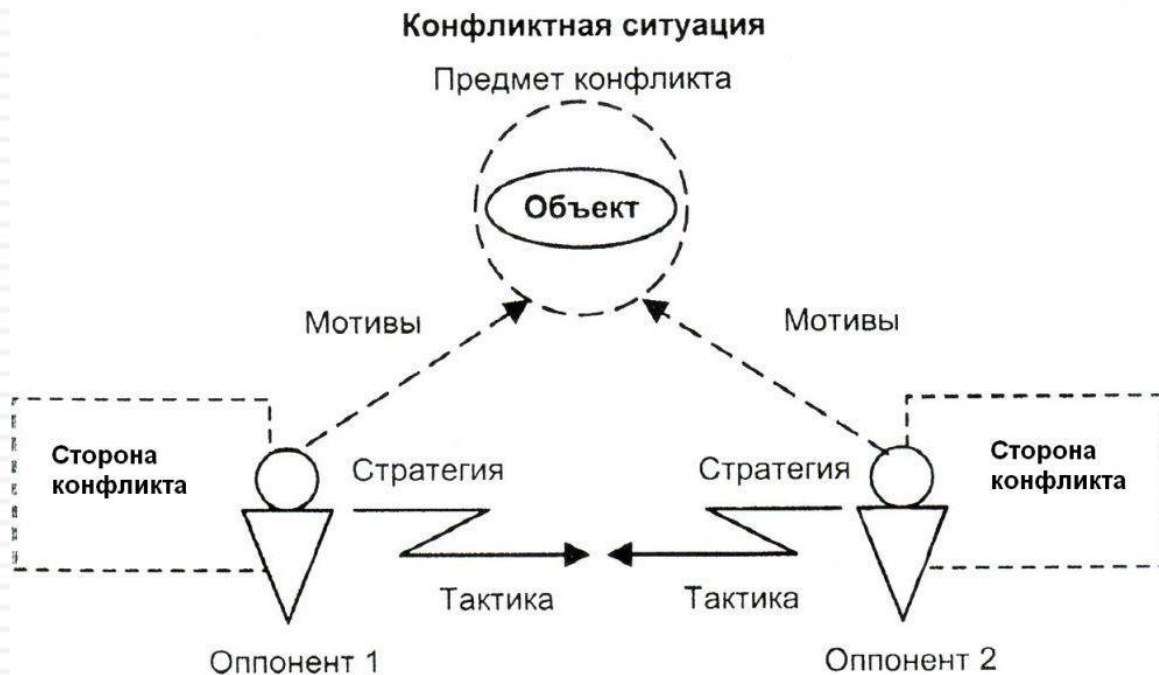 Конфликтная ситуация
Предмет конфликта
Объект
Мотивы
Мотивы
Сторона
конфликта
Стратегия
Стратегия
Сторона
конфликта
Тактика
Тактика
Оппонент 1
Оппонент 2